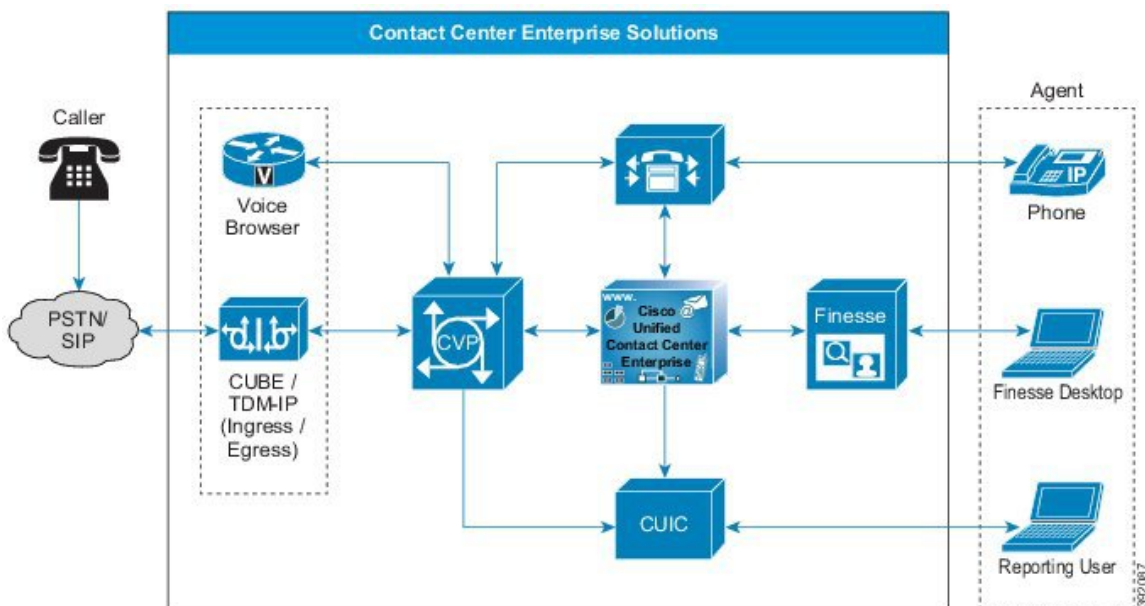 Contact Center Enterprise Solutions
Caller
PSTN/
SIP
V
Voice
Browser
CUBE /
TDM-IP
(Ingress /
Egress)
CVP
www.
@
Cisco
Unified
Contact Center
Enterprise
Finesse
CUIC
Agent
IP
Phone
Finesse Desktop
Reporting User